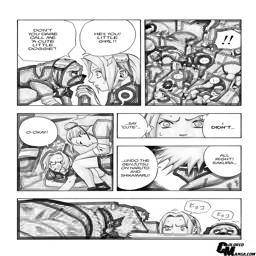 !!
HEY YOU!
LITTLE
GIRL!!
DON'T
YOU DARE
CALL ME
"A CUTE
LITTLE
DOGGIE"!
DIDN'T...
...SAY
"CUTE"...
ALL
RIGHT!
SAKURA...
...UNDO THE
GENJUTSU ON
NARUTO
AND
SHIKAMARU!
O-OKAY!
COLORED
MANGA.COM